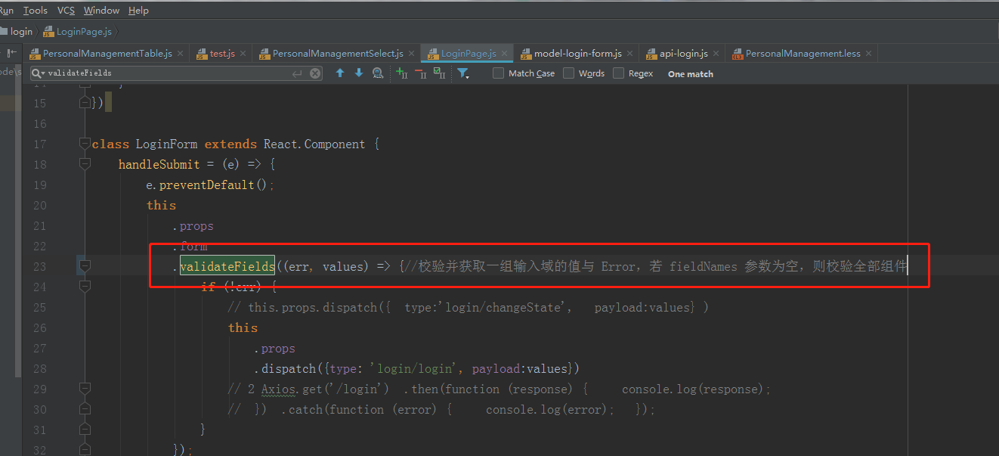 Run Tools VCS Window Help
login LoginPage.js
PersonalManagementTable.js test.js PersonalManagementSelect.js LoginPage.js model-login-form.js api-login.js PersonalManagement.less
validateFields Match Case Words Regex One match
15 })
16
17 class LoginForm extends React.Component {
18 handleSubmit = (e) => {
19 e.preventDefault();
20 this
21 .props
22 .form
23 .validateFields((err, values) => {//校验并获取一组输入域的值与 Error, 若 fieldNames 参数为空, 则校验全部组件
24 if (!err) {
25 // this.props.dispatch({ type:'login/changeState', payload:values} )
26 this
27 .props
28 .dispatch({type: 'login/login', payload:values})
29 // 2 Axios.get('/login') .then(function (response) { console.log(response);
30 // }) .catch(function (error) { console.log(error); });
31 }
32 });